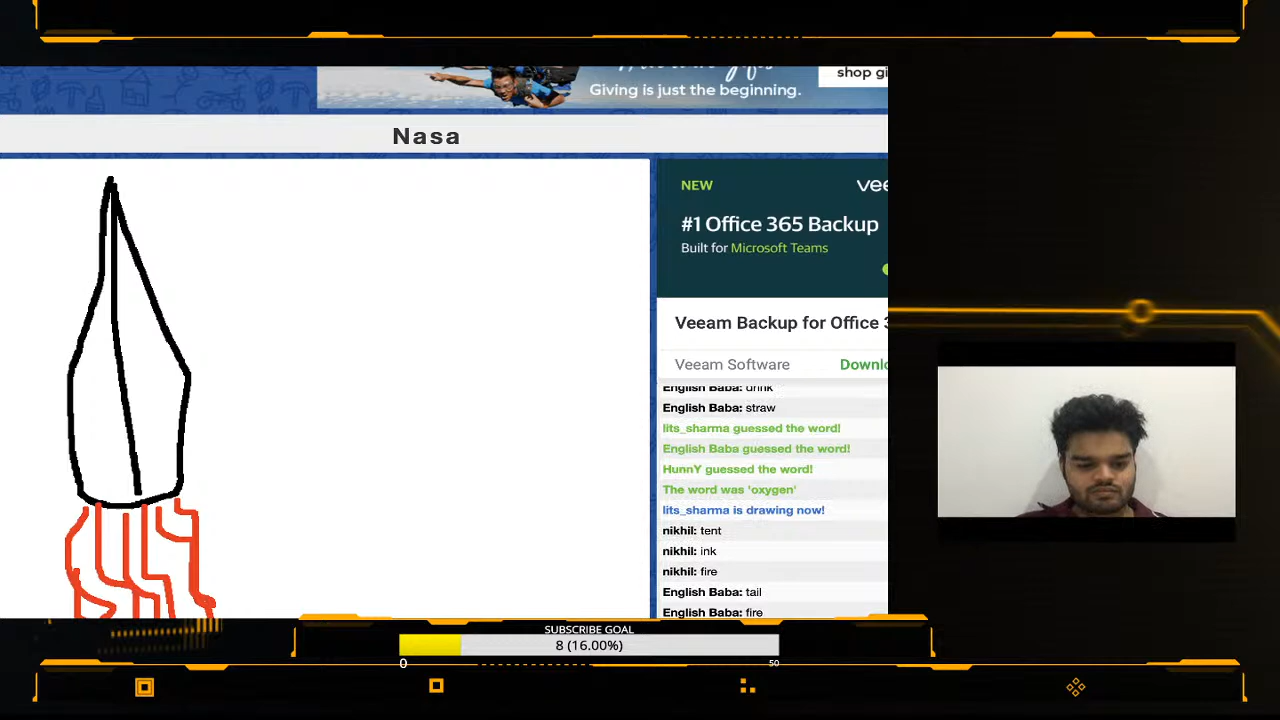 shop gi
Giving is just the beginning.
Nasa
NEW
vee
#1 Office 365 Backup
Built for Microsoft Teams
Veeam Backup for Office 3
Veeam Software
Downlo
English Baba: drink
English Baba: straw
lits_sharma guessed the word!
English Baba guessed the word!
HunnY guessed the word!
The word was 'oxygen'
lits_sharma is drawing now!
nikhil: tent
nikhil: ink
nikhil: fire
English Baba: tail
English Baba: fire
SUBSCRIBE GOAL
8 (16.00%)
0
50